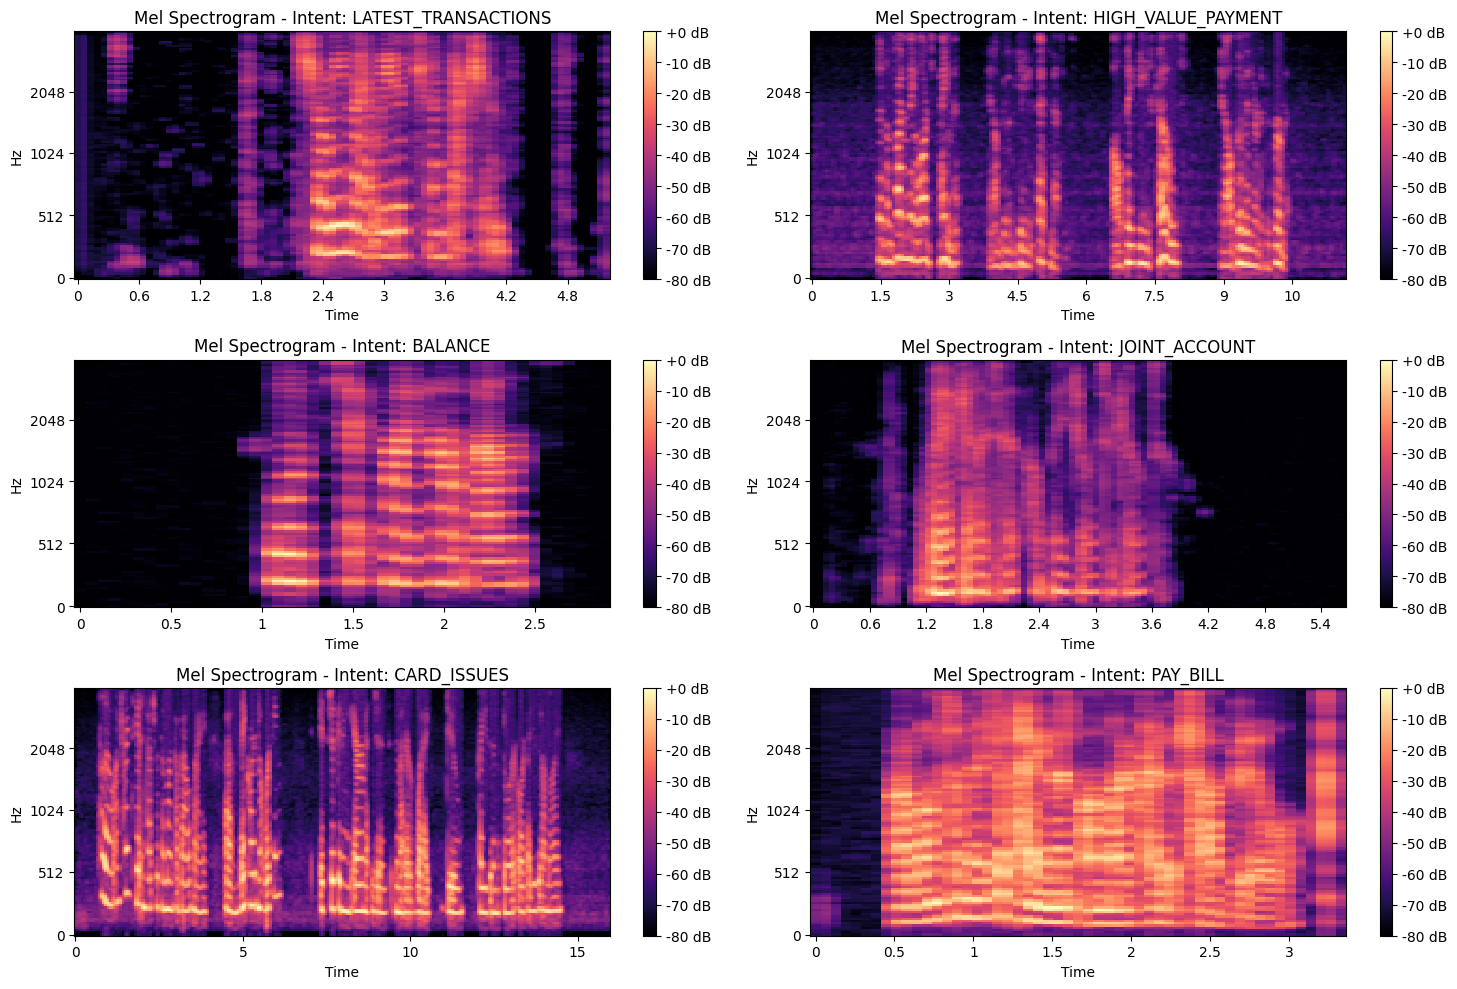 Mel Spectrogram - Intent: LATEST_TRANSACTIONS
Hz
2048
1024
512
0
0 0.6 1.2 1.8 2.4 3 3.6 4.2 4.8
Time
+0 dB
-10 dB
-20 dB
-30 dB
-40 dB
-50 dB
-60 dB
-70 dB
-80 dB
Mel Spectrogram - Intent: HIGH_VALUE_PAYMENT
Hz
2048
1024
512
0
0 1.5 3 4.5 6 7.5 9 10
Time
+0 dB
-10 dB
-20 dB
-30 dB
-40 dB
-50 dB
-60 dB
-70 dB
-80 dB
Mel Spectrogram - Intent: BALANCE
Hz
2048
1024
512
0
0 0.5 1 1.5 2 2.5
Time
+0 dB
-10 dB
-20 dB
-30 dB
-40 dB
-50 dB
-60 dB
-70 dB
-80 dB
Mel Spectrogram - Intent: JOINT_ACCOUNT
Hz
2048
1024
512
0
0 0.6 1.2 1.8 2.4 3 3.6 4.2 4.8 5.4
Time
+0 dB
-10 dB
-20 dB
-30 dB
-40 dB
-50 dB
-60 dB
-70 dB
-80 dB
Mel Spectrogram - Intent: CARD_ISSUES
Hz
2048
1024
512
0
0 5 10 15
Time
+0 dB
-10 dB
-20 dB
-30 dB
-40 dB
-50 dB
-60 dB
-70 dB
-80 dB
Mel Spectrogram - Intent: PAY_BILL
Hz
2048
1024
512
0
0 0.5 1 1.5 2 2.5 3
Time
+0 dB
-10 dB
-20 dB
-30 dB
-40 dB
-50 dB
-60 dB
-70 dB
-80 dB